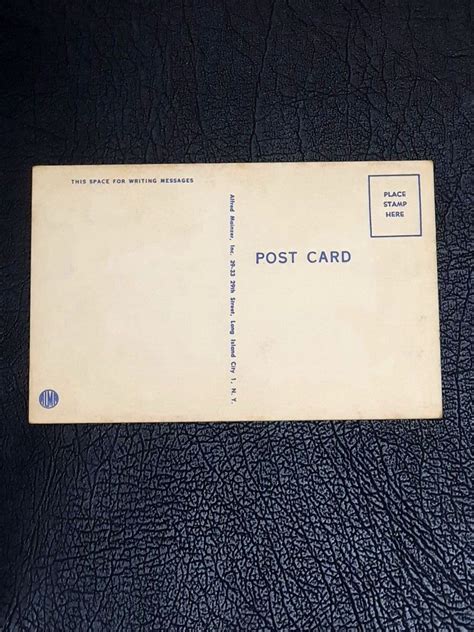 THIS SPACE FOR WRITING MESSAGES
Alfred Mainzer, Inc. 39-33 29th Street, Long Island City 1, N. Y.
POST CARD
PLACE
STAMP
HERE